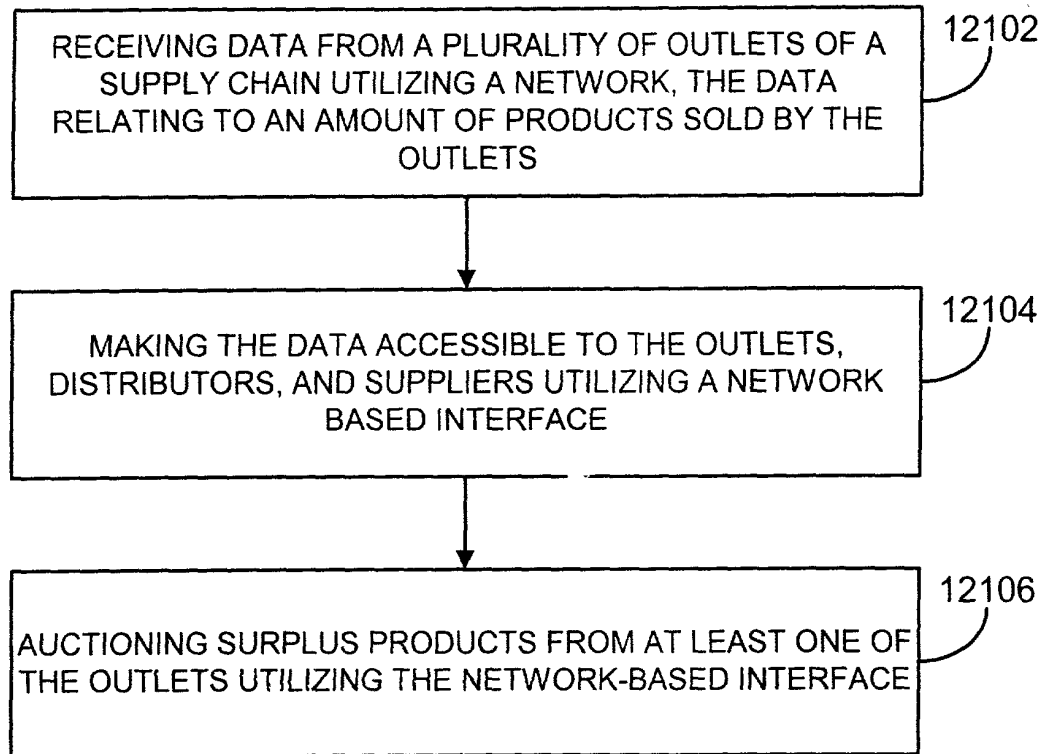 12102
RECEIVING DATA FROM A PLURALITY OF OUTLETS OF A
SUPPLY CHAIN UTILIZING A NETWORK, THE DATA
RELATING TO AN AMOUNT OF PRODUCTS SOLD BY THE
OUTLETS
12104
MAKING THE DATA ACCESSIBLE TO THE OUTLETS,
DISTRIBUTORS, AND SUPPLIERS UTILIZING A NETWORK
BASED INTERFACE
12106
AUCTIONING SURPLUS PRODUCTS FROM AT LEAST ONE OF
THE OUTLETS UTILIZING THE NETWORK-BASED INTERFACE